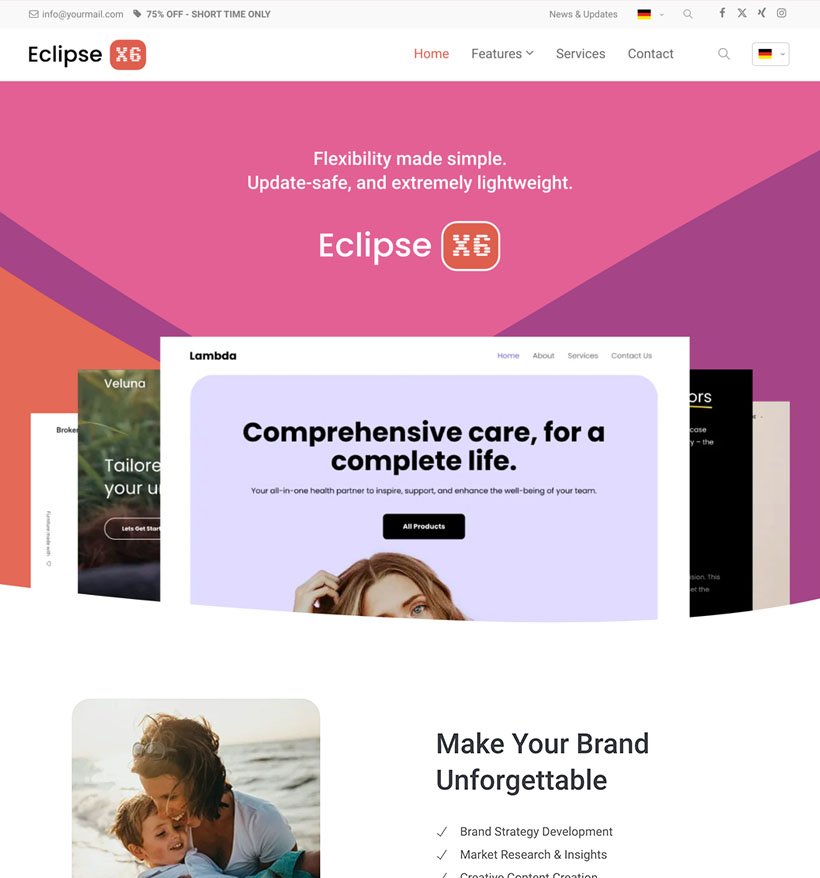 info@yourmail.com 75% OFF - SHORT TIME ONLY
News & Updates
Eclipse X6
Home Features Services Contact
Flexibility made simple.
Update-safe, and extremely lightweight.
Eclipse X6
Lambda
Home About Services Contact Us
Comprehensive care, for a
complete life.
Your all-in-one health partner to inspire, support, and enhance the well-being of your team.
All Products
Veluna
Tailore
your u
Lets Get Start
Broke
Furniture made with
ors
case
y – the
sion. This
et the
Make Your Brand
Unforgettable
Brand Strategy Development
Market Research & Insights
Creative Content Creation